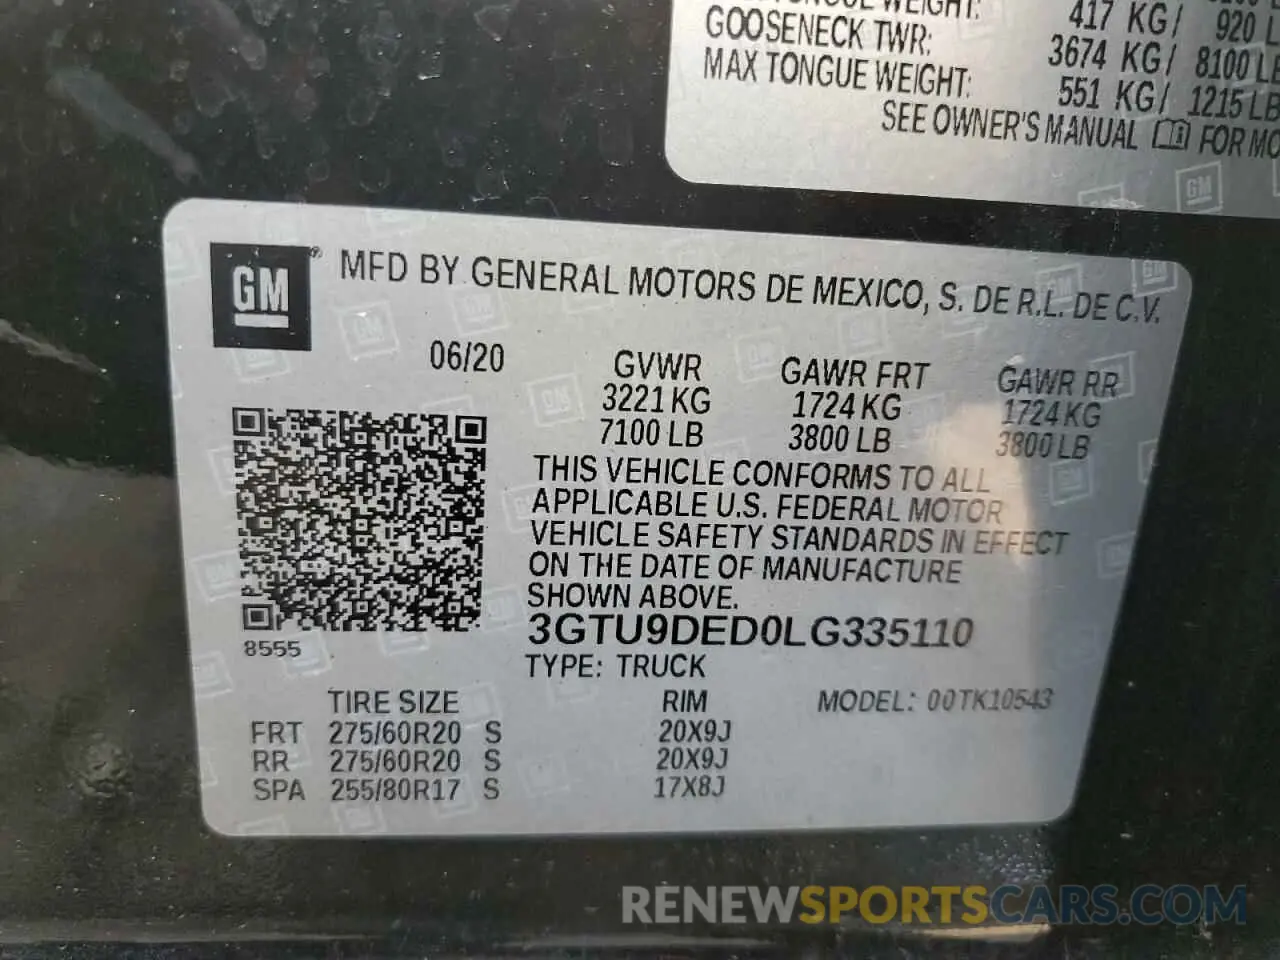 TONGUE WEIGHT: 417 KG/ 920 L
GOOSENECK TWR: 3674 KG/ 8100 LB
MAX TONGUE WEIGHT: 551 KG/ 1215 LB
SEE OWNER'S MANUAL FOR MO
GM
GM ® MFD BY GENERAL MOTORS DE MEXICO, S. DE R.L. DE C.V.
06/20 GVWR GAWR FRT GAWR RR
3221 KG 1724 KG 1724 KG
7100 LB 3800 LB 3800 LB
THIS VEHICLE CONFORMS TO ALL
APPLICABLE U.S. FEDERAL MOTOR
VEHICLE SAFETY STANDARDS IN EFFECT
ON THE DATE OF MANUFACTURE
SHOWN ABOVE.
3GTU9DED0LG335110
8555
TYPE: TRUCK
TIRE SIZE RIM MODEL: 00TK10543
FRT 275/60R20 S 20X9J
RR 275/60R20 S 20X9J
SPA 255/80R17 S 17X8J
RENEWSPORTSCARS.COM